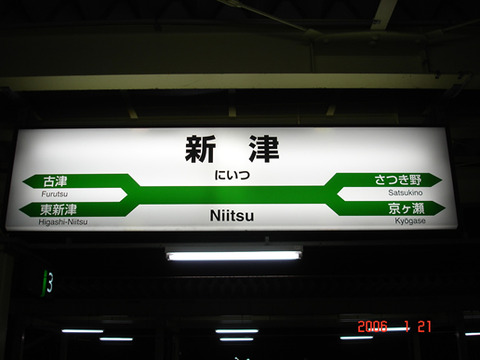 新津
にいつ
古津
Furutsu
さつき野
Satsukino
東新津
Higashi-Niitsu
Niitsu
京ヶ瀬
Kyōgase
3
2006 1 21